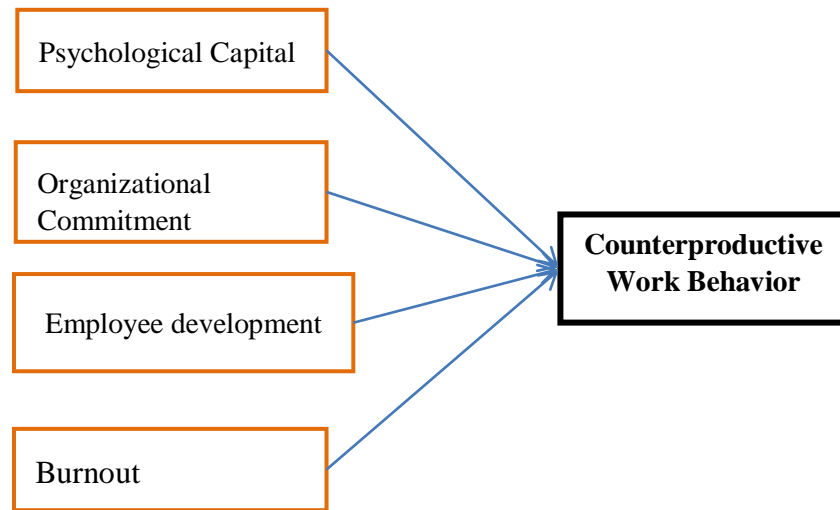 Psychological Capital
Organizational
Commitment
Employee development
Burnout
Counterproductive
Work Behavior